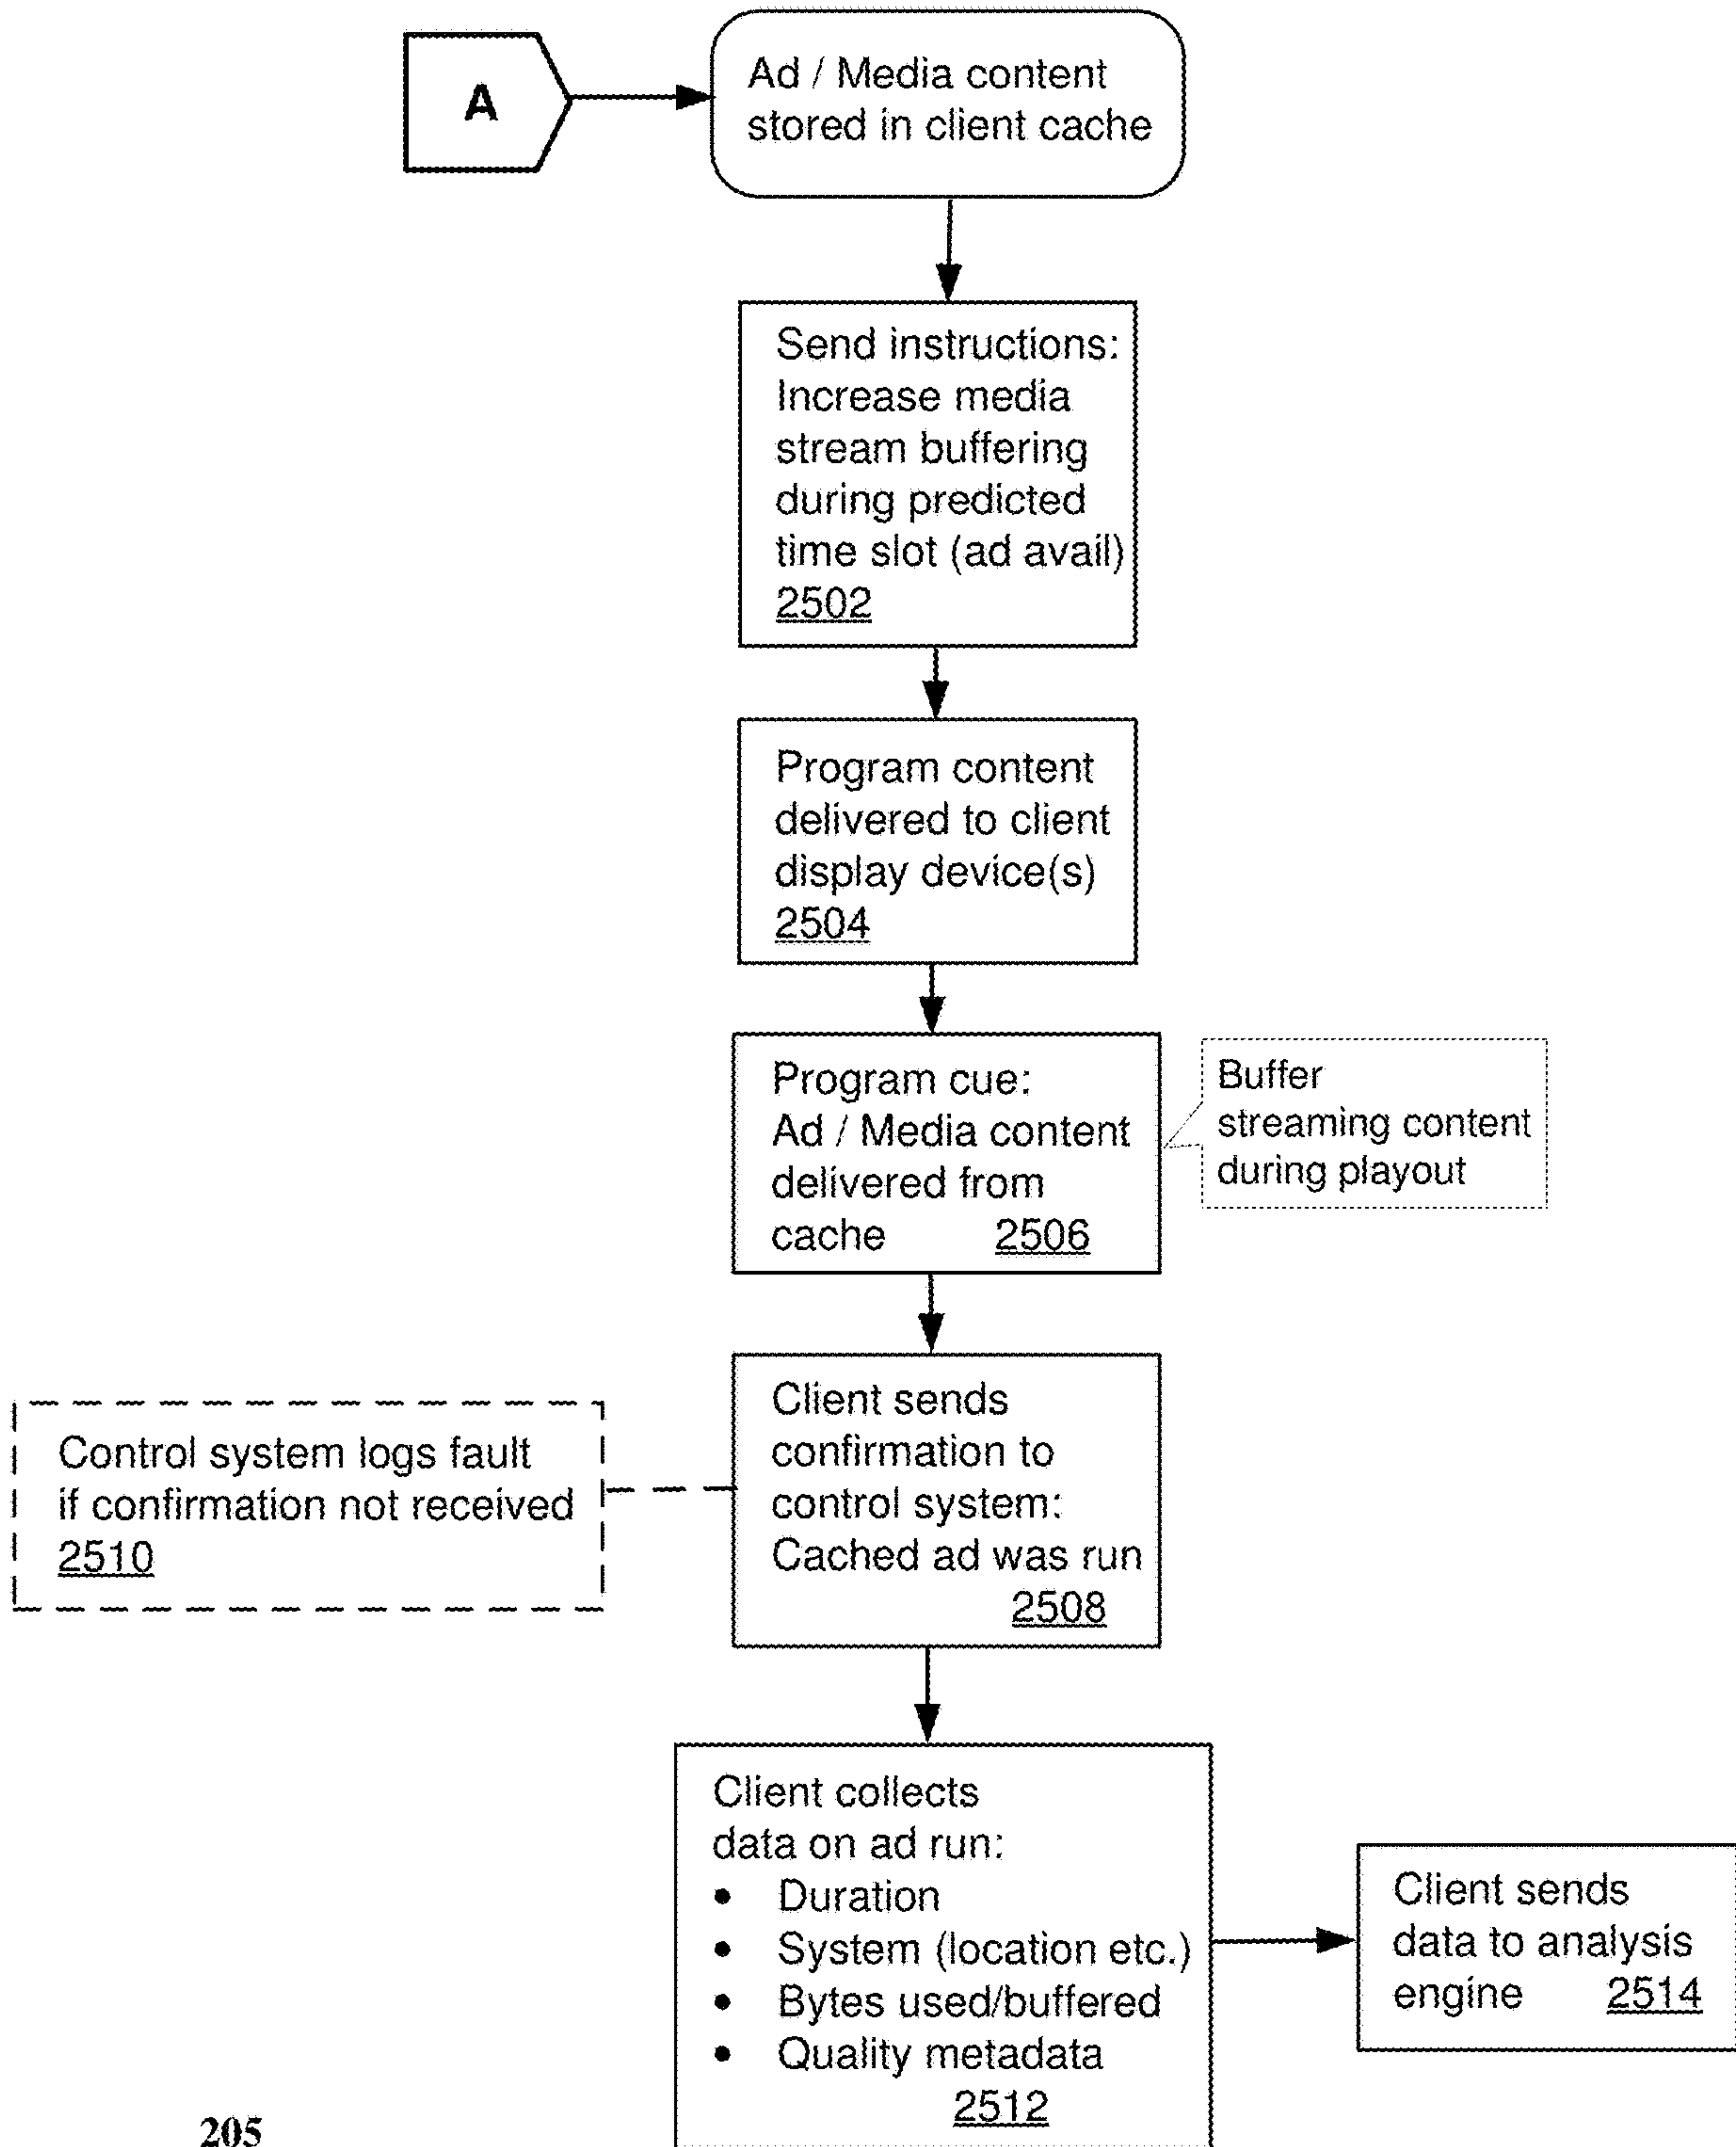 A
Ad / Media content
stored in client cache
Send instructions:
Increase media
stream buffering
during predicted
time slot (ad avail)
2502
Program content
delivered to client
display device(s)
2504
Program cue:
Ad / Media content
delivered from
cache 2506
Buffer
streaming content
during playout
Client sends
confirmation to
control system:
Cached ad was run
2508
Control system logs fault
if confirmation not received
2510
Client collects
data on ad run:
• Duration
• System (location etc.)
• Bytes used/buffered
• Quality metadata
2512
Client sends
data to analysis
engine 2514
205